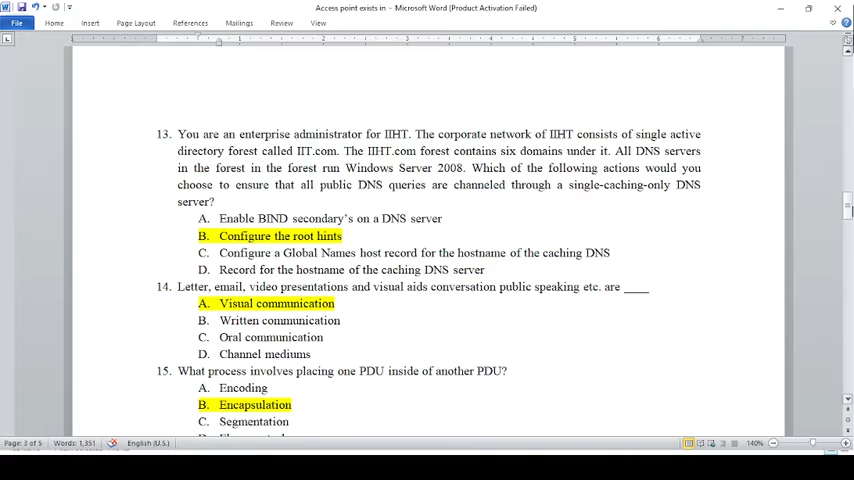 Access point exists in - Microsoft Word (Product Activation Failed)
File Home Insert Page Layout References Mailings Review View
13. You are an enterprise administrator for IIHT. The corporate network of IIHT consists of single active
directory forest called IIT.com. The IIHT.com forest contains six domains under it. All DNS servers
in the forest in the forest run Windows Server 2008. Which of the following actions would you
choose to ensure that all public DNS queries are channeled through a single-caching-only DNS
server?
A. Enable BIND secondary's on a DNS server
B. Configure the root hints
C. Configure a Global Names host record for the hostname of the caching DNS
D. Record for the hostname of the caching DNS server
14. Letter, email, video presentations and visual aids conversation public speaking etc. are ____
A. Visual communication
B. Written communication
C. Oral communication
D. Channel mediums
15. What process involves placing one PDU inside of another PDU?
A. Encoding
B. Encapsulation
C. Segmentation
Page: 3 of 5 Words: 1,351 English (U.S.) 140%